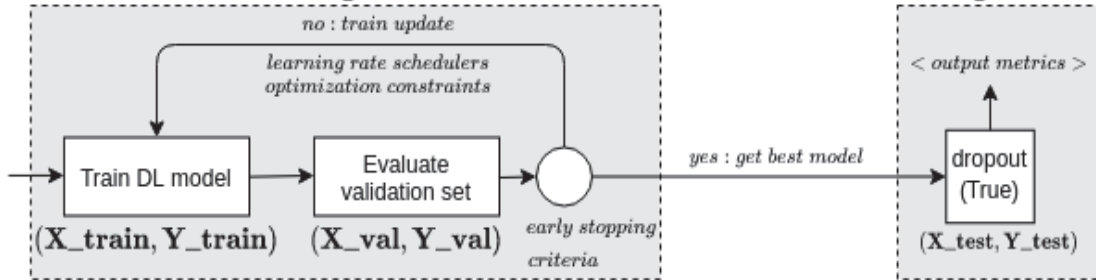 no : train update
learning rate schedulers
optimization constraints
< output metrics >
Train DL model
Evaluate
validation set
yes : get best model
dropout
(True)
(X_train, Y_train)
(X_val, Y_val)
early stopping
criteria
(X_test, Y_test)